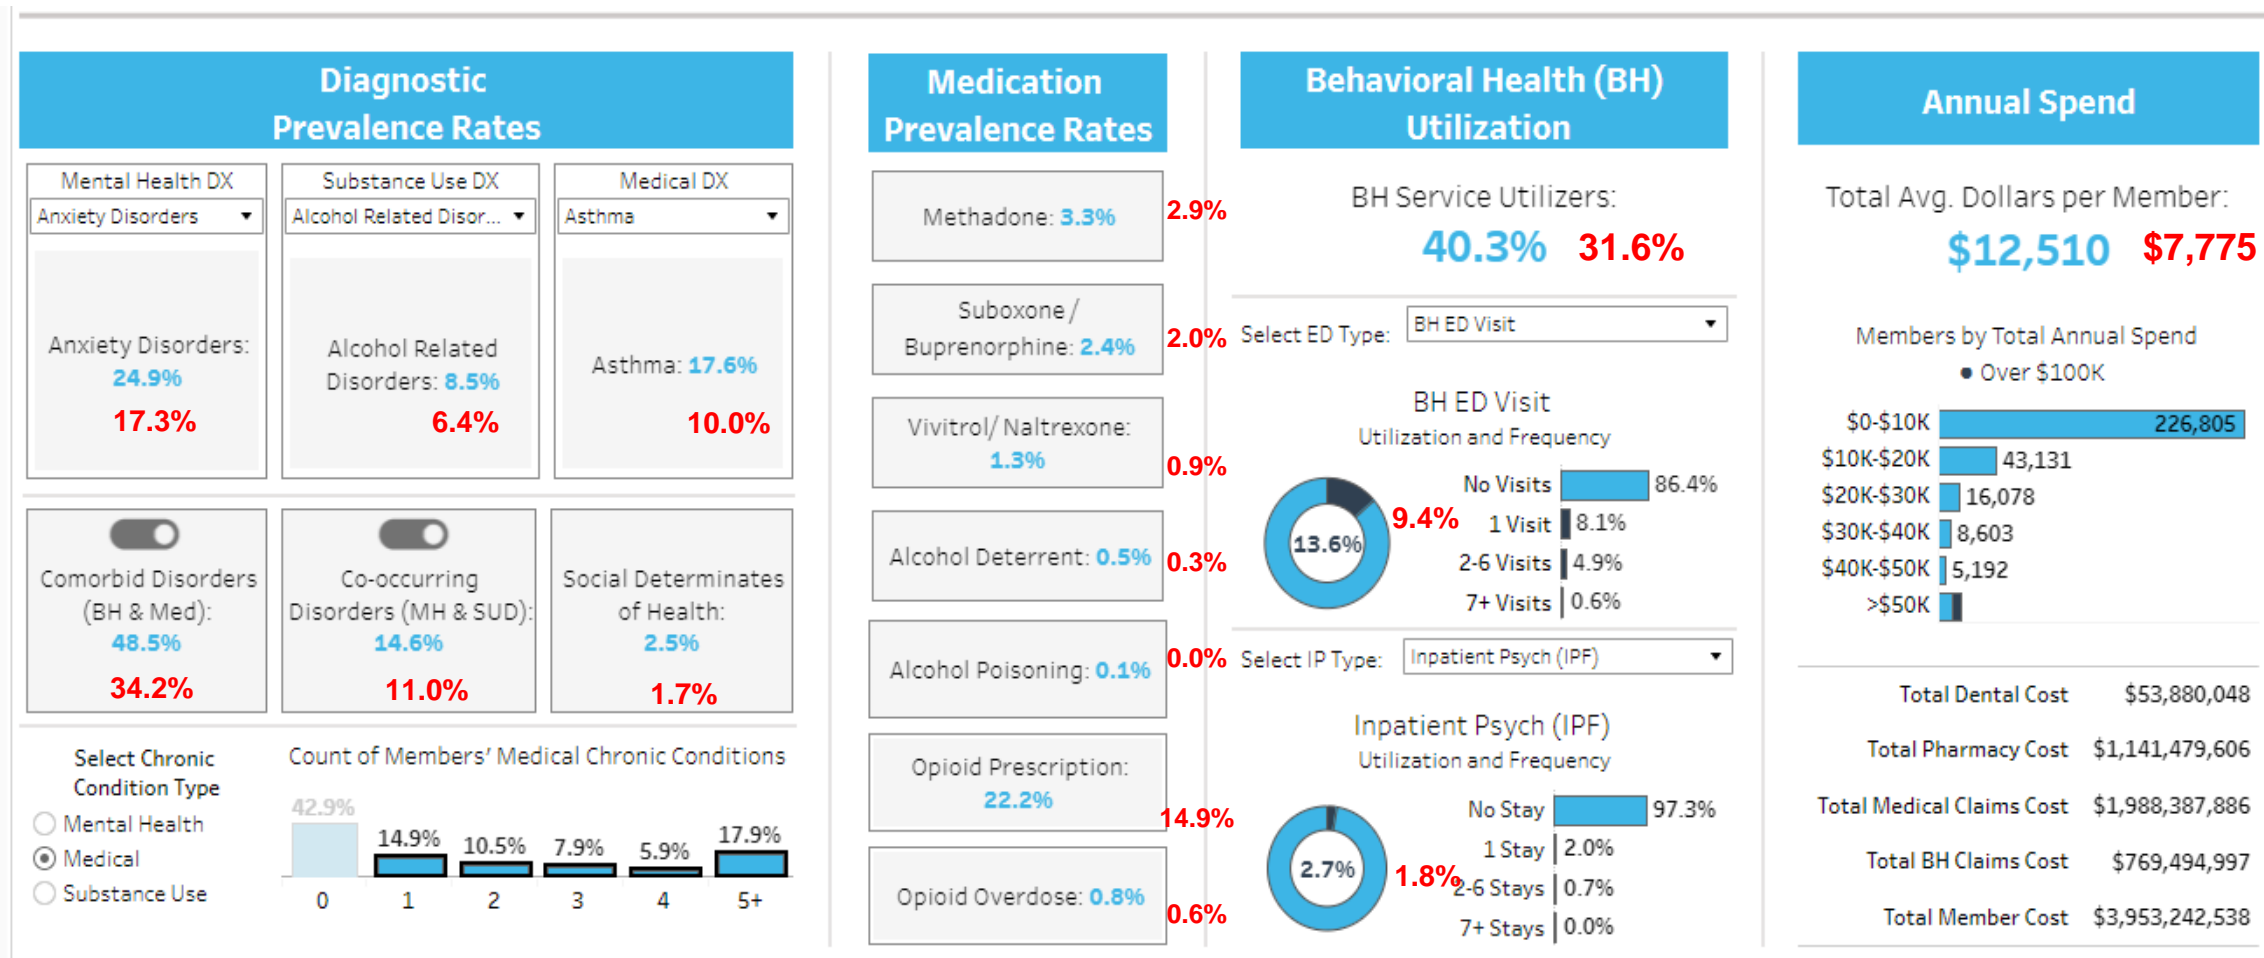 Diagnostic
Prevalence Rates
Mental Health DX
Anxiety Disorders
Substance Use DX
Alcohol Related Disor...
Medical DX
Asthma
Anxiety Disorders:
24.9%
17.3%
Alcohol Related
Disorders: 8.5%
6.4%
Asthma: 17.6%
10.0%
Comorbid Disorders
(BH & Med):
48.5%
34.2%
Co-occurring
Disorders (MH & SUD):
14.6%
11.0%
Social Determinates
of Health:
2.5%
1.7%
Select Chronic
Condition Type
Mental Health
Medical
Substance Use
Count of Members' Medical Chronic Conditions
42.9%
14.9%
10.5%
7.9%
5.9%
17.9%
0
1
2
3
4
5+
Medication
Prevalence Rates
Methadone: 3.3%
2.9%
Suboxone /
Buprenorphine: 2.4%
2.0%
Vivitrol/ Naltrexone:
1.3%
0.9%
Alcohol Deterrent: 0.5%
0.3%
Alcohol Poisoning: 0.1%
0.0%
Opioid Prescription:
22.2%
14.9%
Opioid Overdose: 0.8%
0.6%
Behavioral Health (BH)
Utilization
BH Service Utilizers:
40.3% 31.6%
Select ED Type: BH ED Visit
BH ED Visit
Utilization and Frequency
13.6%
9.4%
No Visits 86.4%
1 Visit 8.1%
2-6 Visits 4.9%
7+ Visits 0.6%
Select IP Type: Inpatient Psych (IPF)
Inpatient Psych (IPF)
Utilization and Frequency
2.7%
1.8%
No Stay 97.3%
1 Stay 2.0%
2-6 Stays 0.7%
7+ Stays 0.0%
Annual Spend
Total Avg. Dollars per Member:
$12,510 $7,775
Members by Total Annual Spend
• Over $100K
$0-$10K 226,805
$10K-$20K 43,131
$20K-$30K 16,078
$30K-$40K 8,603
$40K-$50K 5,192
>$50K
Total Dental Cost $53,880,048
Total Pharmacy Cost $1,141,479,606
Total Medical Claims Cost $1,988,387,886
Total BH Claims Cost $769,494,997
Total Member Cost $3,953,242,538